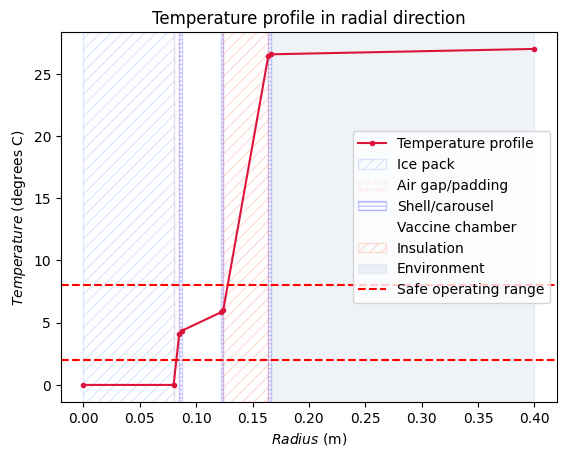 Temperature profile in radial direction
Temperature (degrees C)
25
20
15
10
5
0
Temperature profile
Ice pack
Air gap/padding
Shell/carousel
Vaccine chamber
Insulation
Environment
Safe operating range
0.00 0.05 0.10 0.15 0.20 0.25 0.30 0.35 0.40
Radius (m)